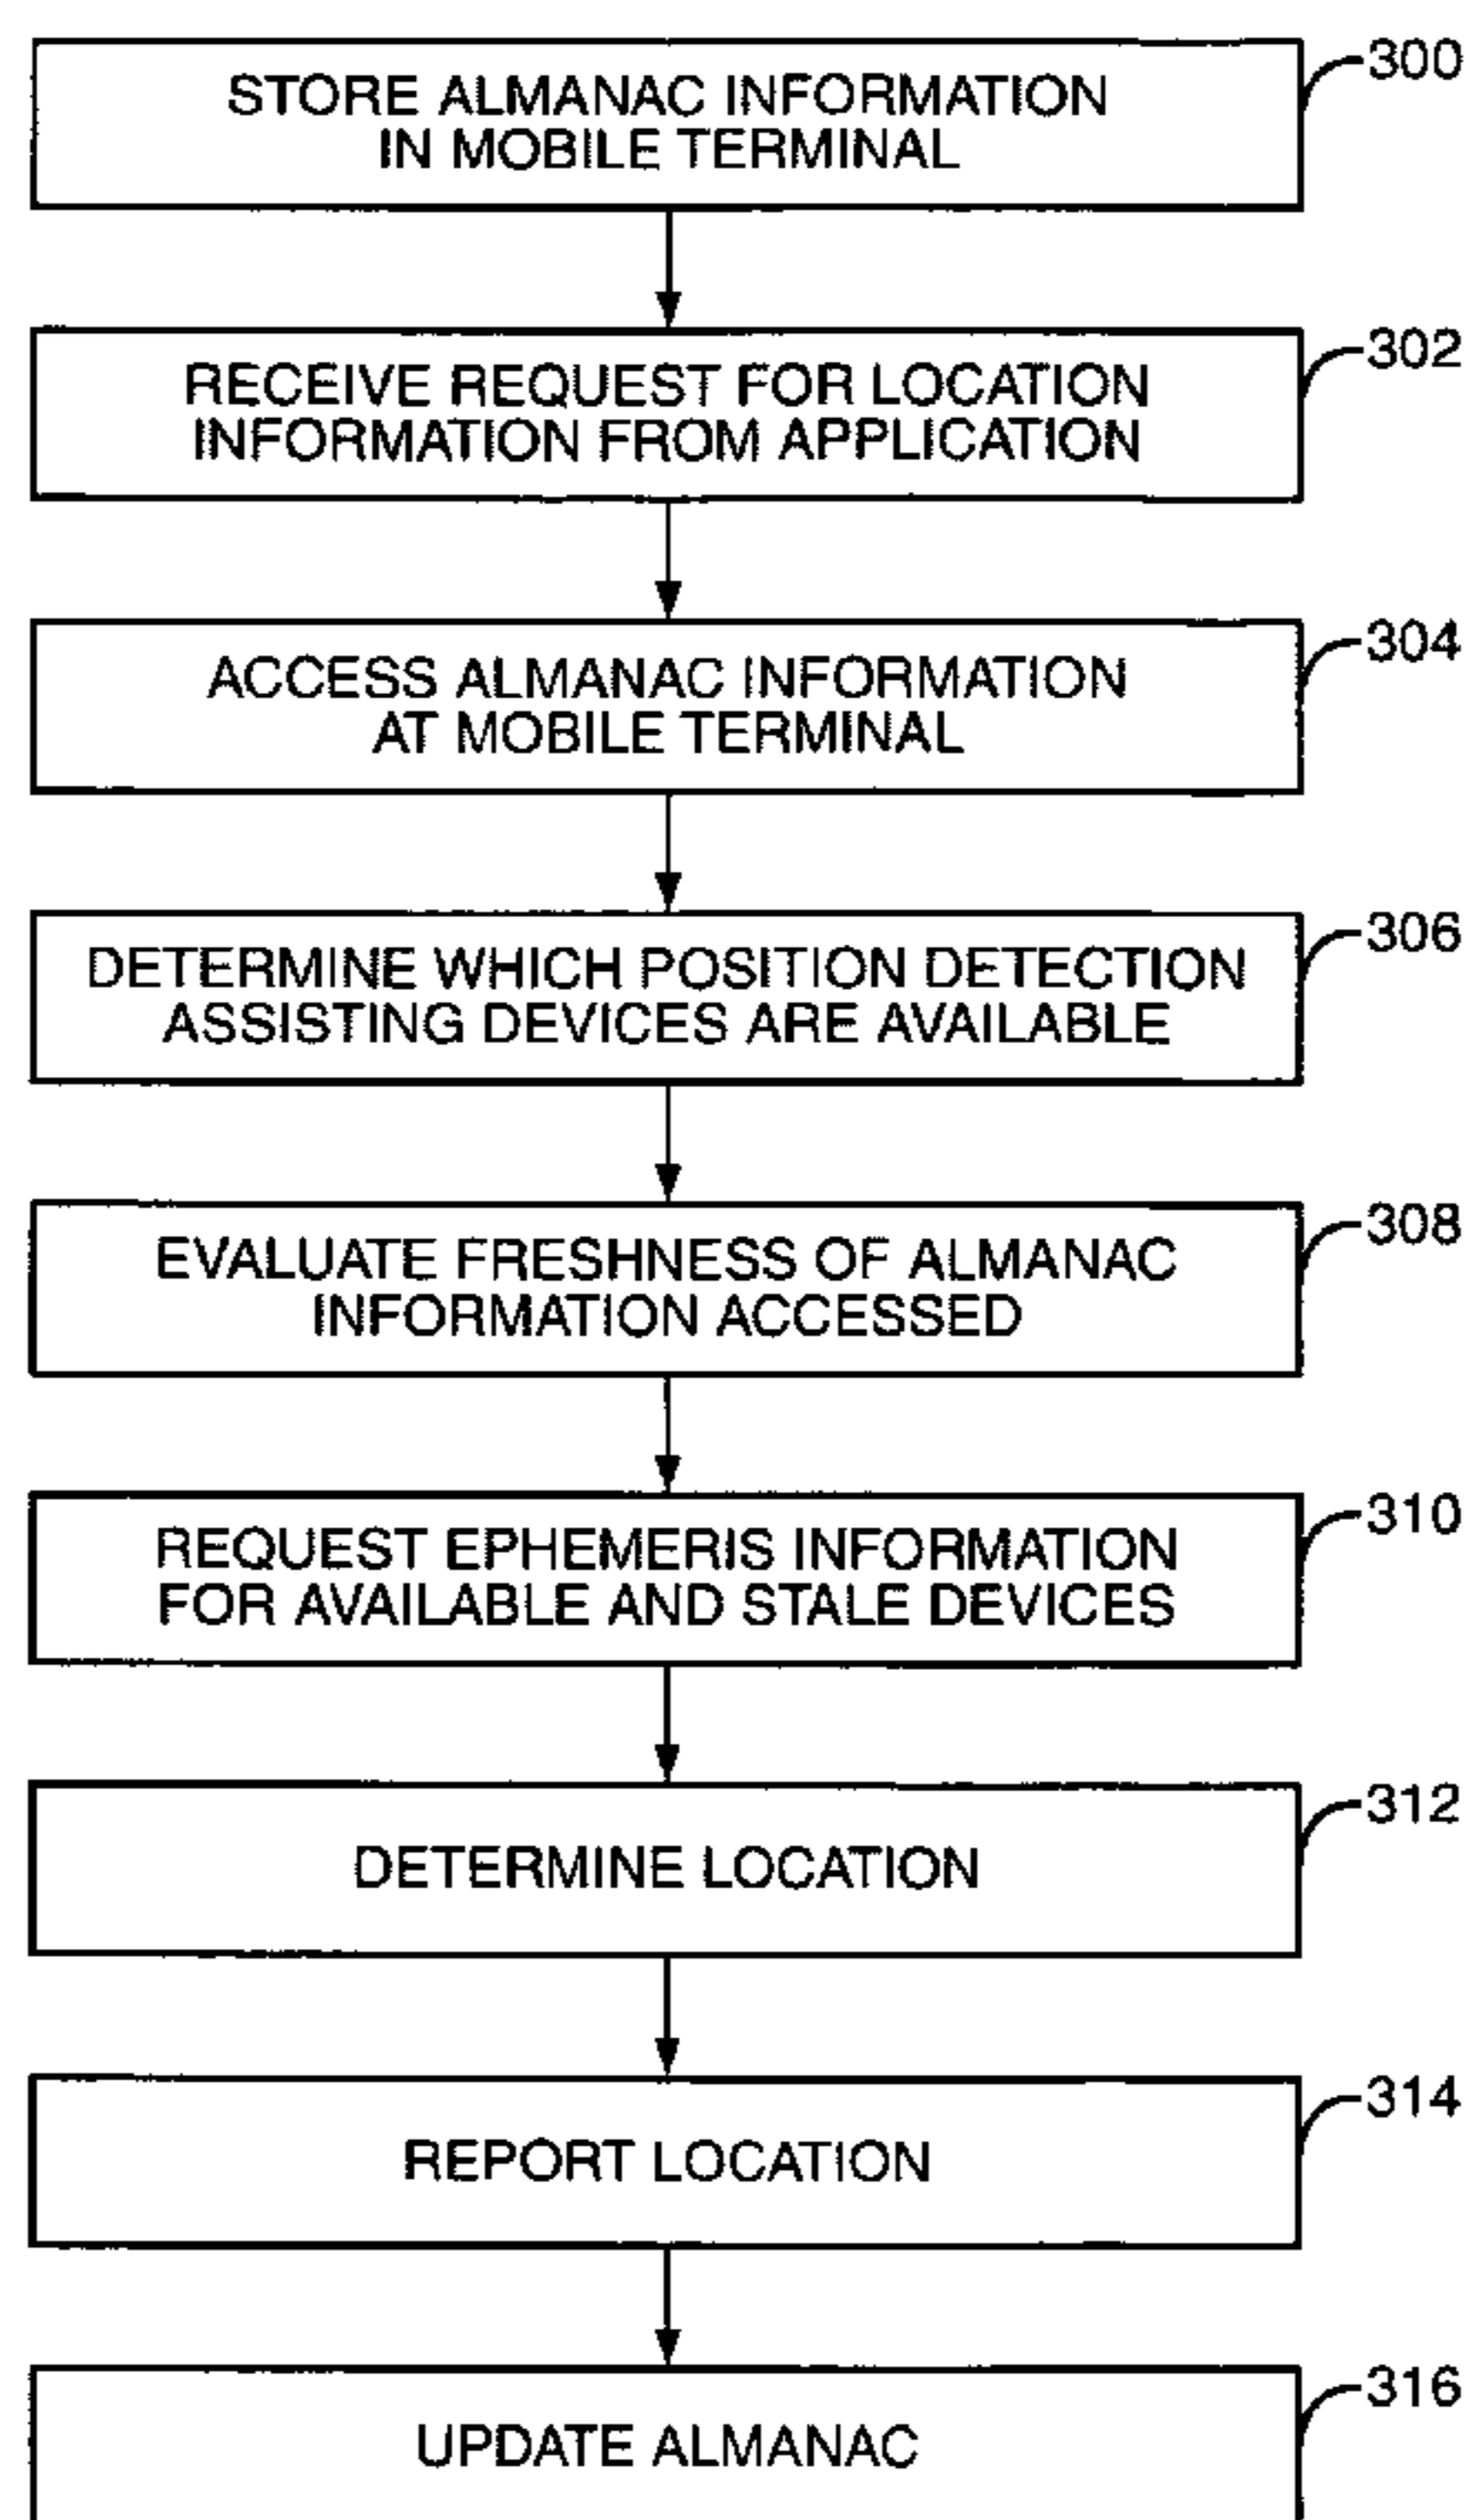 300
STORE ALMANAC INFORMATION
IN MOBILE TERMINAL
302
RECEIVE REQUEST FOR LOCATION
INFORMATION FROM APPLICATION
304
ACCESS ALMANAC INFORMATION
AT MOBILE TERMINAL
306
DETERMINE WHICH POSITION DETECTION
ASSISTING DEVICES ARE AVAILABLE
308
EVALUATE FRESHNESS OF ALMANAC
INFORMATION ACCESSED
310
REQUEST EPHEMERIS INFORMATION
FOR AVAILABLE AND STALE DEVICES
312
DETERMINE LOCATION
314
REPORT LOCATION
316
UPDATE ALMANAC